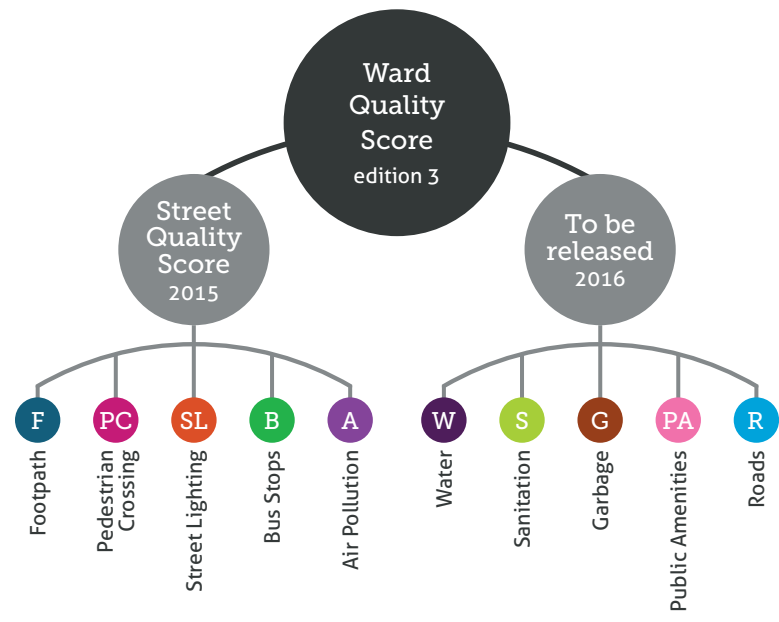 Ward
Quality
Score
edition 3
Street
Quality
Score
2015
To be
released
2016
F
PC
SL
B
A
W
S
G
PA
R
Footpath
Pedestrian
Crossing
Street Lighting
Bus Stops
Air Pollution
Water
Sanitation
Garbage
Public Amenities
Roads